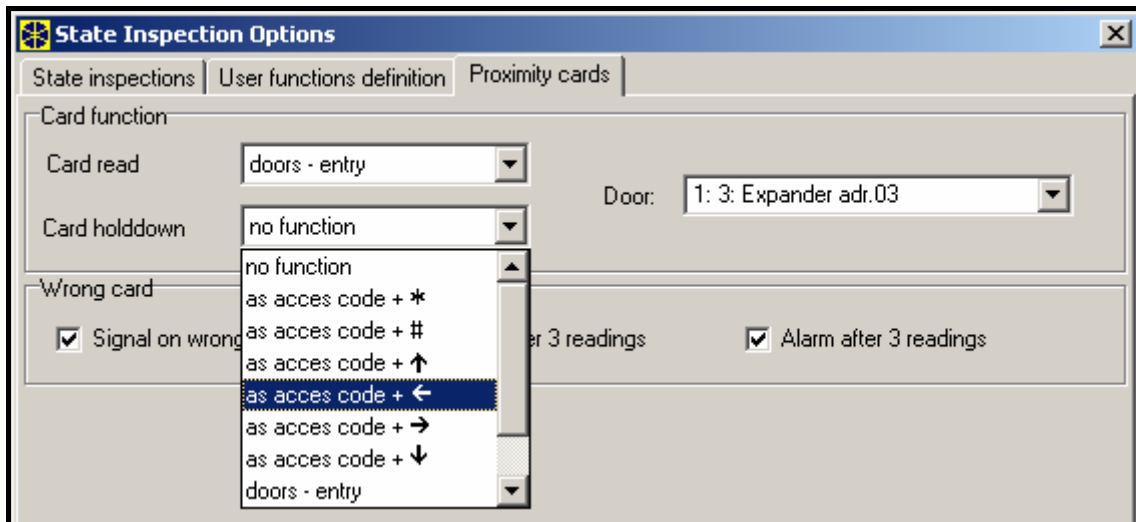 State Inspection Options
State inspections User functions definition Proximity cards
Card function
Card read doors - entry
Door: 1: 3: Expander adr.03
Card holddown no function
no function
as acces code + *
as acces code + #
as acces code + ↑
as acces code + ←
as acces code + →
as acces code + ↓
doors - entry
Wrong card
Signal on 3 readings Alarm after 3 readings